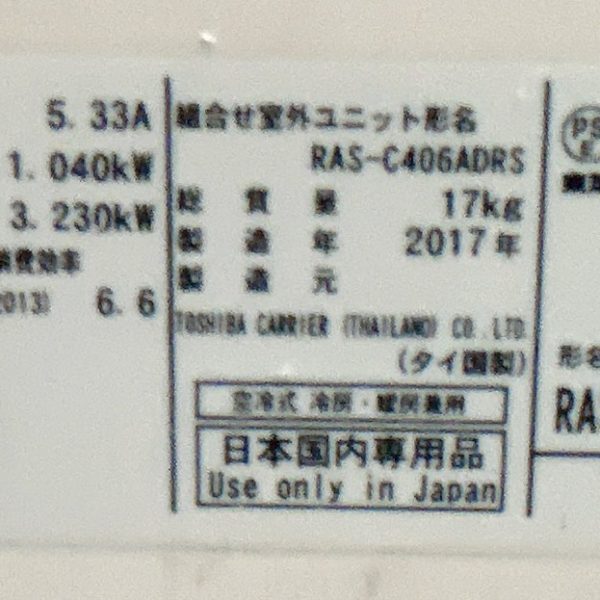 5.33A
1.040kW
3.230kW
消費効率
2013) 6.6
組合せ室外ユニット形名
RAS-C406ADRS
総質量 17kg
製造年 2017年
製造元
TOSHIBA CARRIER (THAILAND) CO.,LTD.
(タイ国製)
空冷式 冷房・暖房兼用
日本国内専用品
Use only in Japan
PS
E
形名
RA